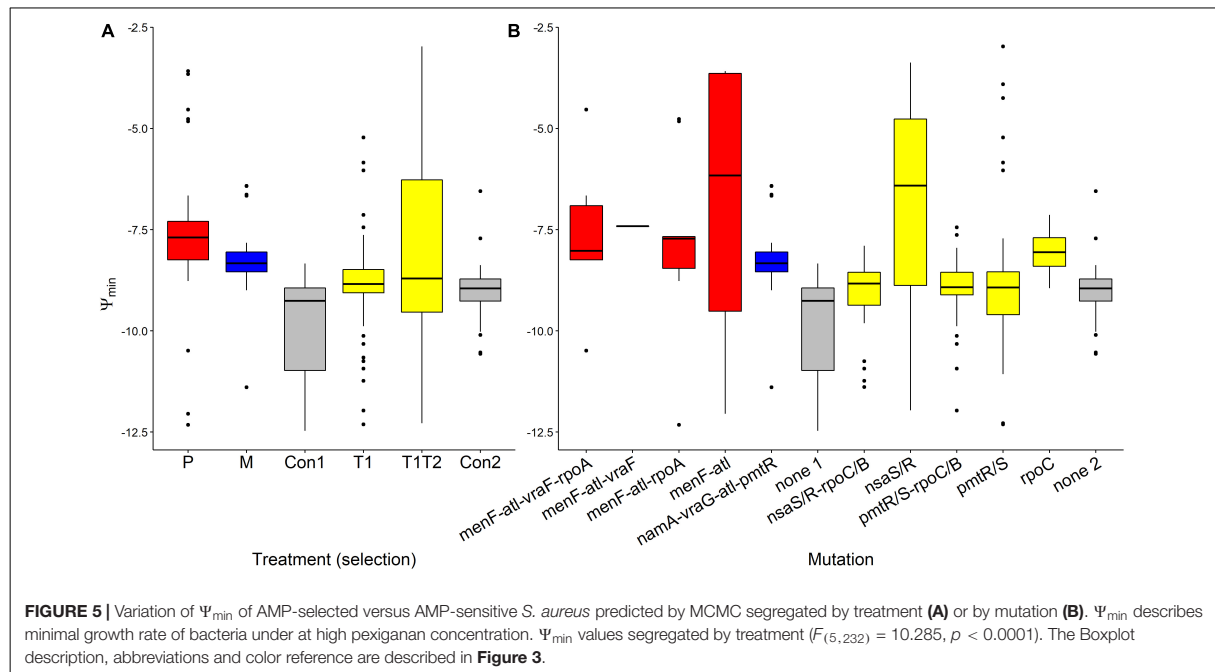 A
B
-2.5
-5.0
-7.5
-10.0
-12.5
Ψmin
P M Con1 T1 T1T2 Con2
Treatment (selection)
-2.5
-5.0
-7.5
-10.0
-12.5
menF-atl-vraF-rpoA
menF-atl-vraF
menF-atl-rpoA
menF-atl
namA-vraG-atl-pmtR
none 1
nsaS/R-rpoC/B
nsaS/R
pmtR/S-rpoC/B
pmtR/S
rpoC
none 2
Mutation
FIGURE 5 | Variation of Ψmin of AMP-selected versus AMP-sensitive S. aureus predicted by MCMC segregated by treatment (A) or by mutation (B). Ψmin describes
minimal growth rate of bacteria under at high pexiganan concentration. Ψmin values segregated by treatment (F(5,232) = 10.285, p < 0.0001). The Boxplot
description, abbreviations and color reference are described in Figure 3.